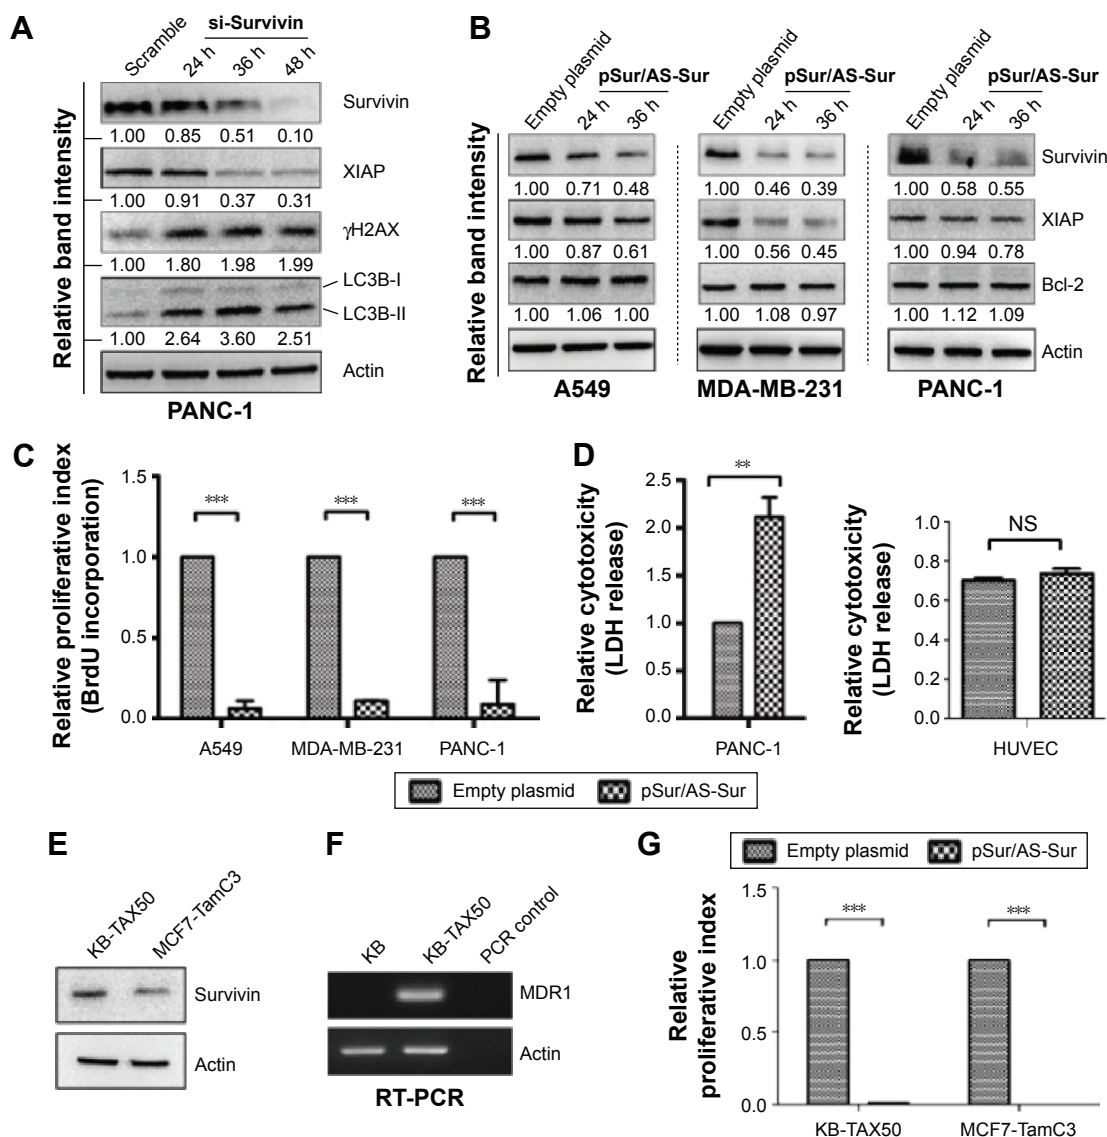 A
si-Survivin
Scramble
24 h
36 h
48 h
Relative band intensity
Survivin
1.00 0.85 0.51 0.10
XIAP
1.00 0.91 0.37 0.31
γH2AX
1.00 1.80 1.98 1.99
LC3B-I
LC3B-II
1.00 2.64 3.60 2.51
Actin
PANC-1
B
Empty plasmid
pSur/AS-Sur
24 h
36 h
Empty plasmid
pSur/AS-Sur
24 h
36 h
Empty plasmid
pSur/AS-Sur
24 h
36 h
Relative band intensity
Survivin
1.00 0.71 0.48 1.00 0.46 0.39 1.00 0.58 0.55
XIAP
1.00 0.87 0.61 1.00 0.56 0.45 1.00 0.94 0.78
Bcl-2
1.00 1.06 1.00 1.00 1.08 0.97 1.00 1.12 1.09
Actin
A549 MDA-MB-231 PANC-1
C
Relative proliferative index
(BrdU incorporation)
1.5
1.0
0.5
0.0
*** *** ***
A549 MDA-MB-231 PANC-1
D
Relative cytotoxicity
(LDH release)
2.5
2.0
1.5
1.0
0.5
0.0
**
PANC-1
Relative cytotoxicity
(LDH release)
1.0
0.8
0.6
0.4
0.2
0.0
NS
HUVEC
Empty plasmid pSur/AS-Sur
E
KB-TAX50
MCF7-TamC3
Survivin
Actin
F
KB
KB-TAX50
PCR control
MDR1
Actin
RT-PCR
G
Empty plasmid pSur/AS-Sur
Relative
proliferative index
1.5
1.0
0.5
0.0
*** ***
KB-TAX50 MCF7-TamC3